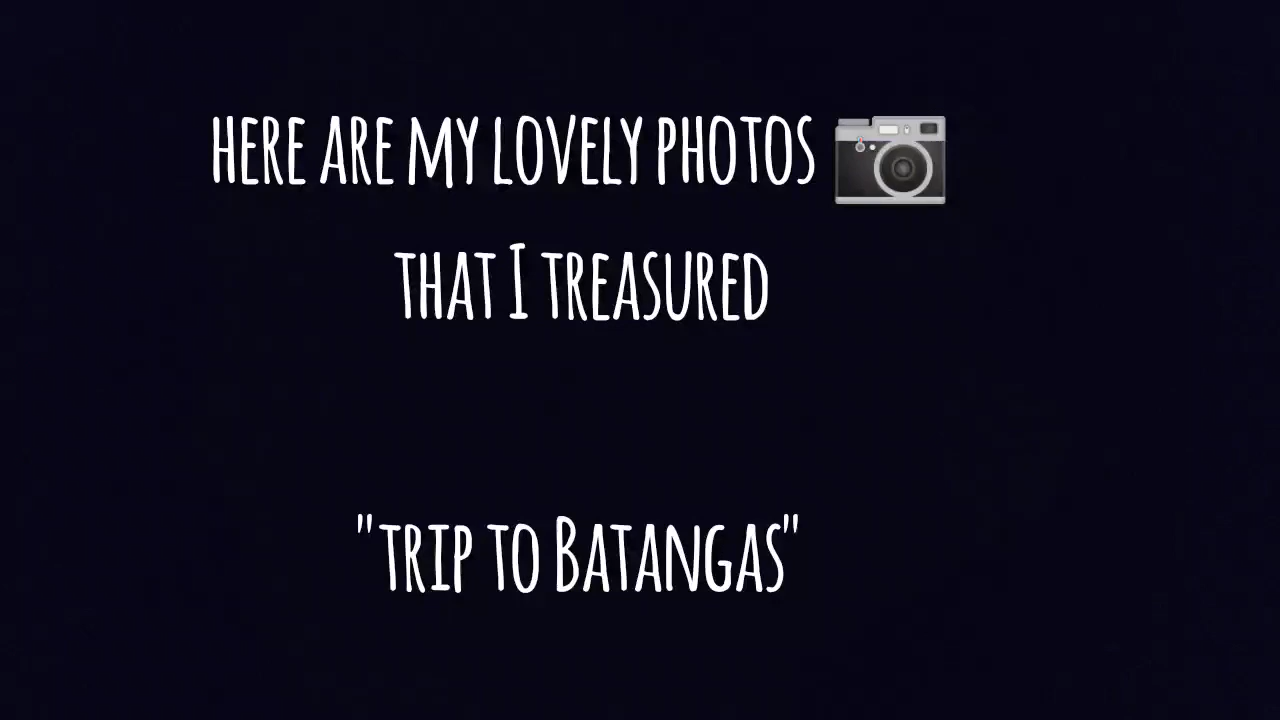 HERE ARE MY LOVELY PHOTOS 📷
THAT I TREASURED
"TRIP TO BATANGAS"